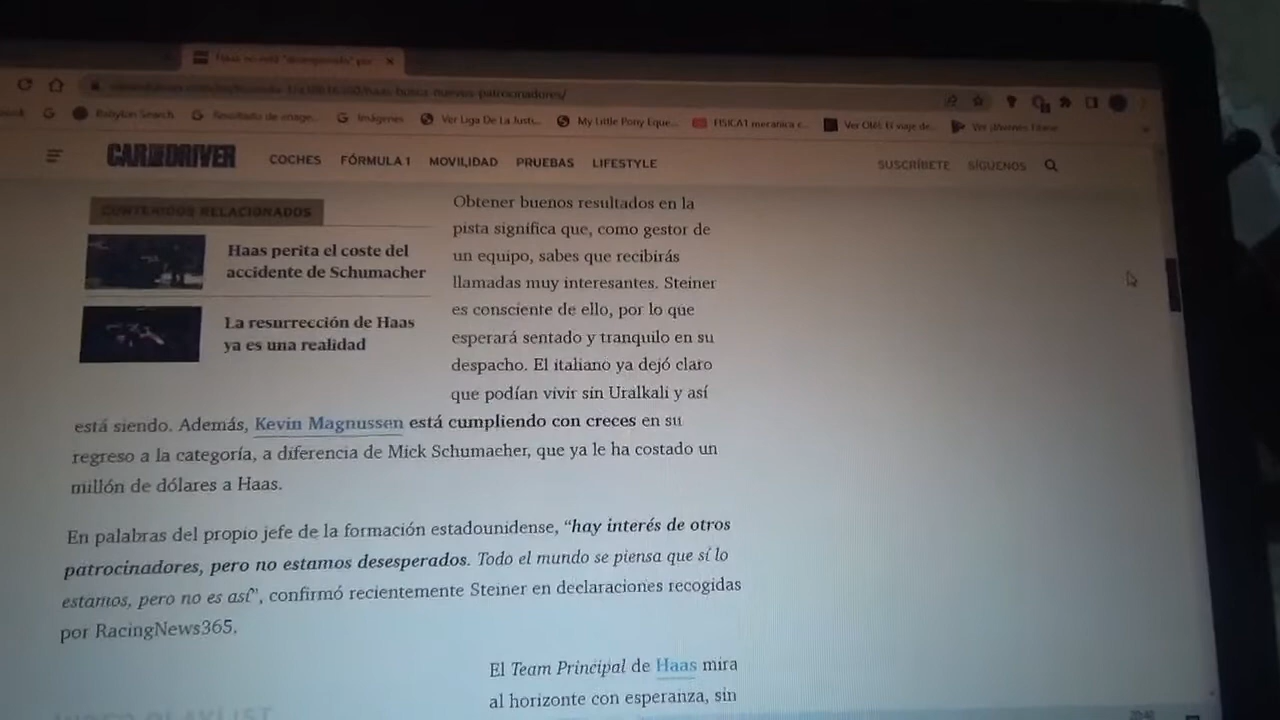 haas-busca-nuevos-patrocinadores/
Babylon Search
Resultado de image...
Imágenes
Ver Liga De La Justi...
My Little Pony Eque...
FISICA1 mecanica c...
CAR AND DRIVER
COCHES
FÓRMULA 1
MOVILIDAD
PRUEBAS
LIFESTYLE
SUSCRÍBETE
SÍGUENOS
CONTENIDOS RELACIONADOS
Haas perita el coste del
accidente de Schumacher
La resurrección de Haas
ya es una realidad
Obtener buenos resultados en la
pista significa que, como gestor de
un equipo, sabes que recibirás
llamadas muy interesantes. Steiner
es consciente de ello, por lo que
esperará sentado y tranquilo en su
despacho. El italiano ya dejó claro
que podían vivir sin Uralkali y así
está siendo. Además, Kevin Magnussen está cumpliendo con creces en su
regreso a la categoría, a diferencia de Mick Schumacher, que ya le ha costado un
millón de dólares a Haas.
En palabras del propio jefe de la formación estadounidense, “hay interés de otros
patrocinadores, pero no estamos desesperados. Todo el mundo se piensa que sí lo
estamos, pero no es así”, confirmó recientemente Steiner en declaraciones recogidas
por RacingNews365.
El Team Principal de Haas mira
al horizonte con esperanza, sin